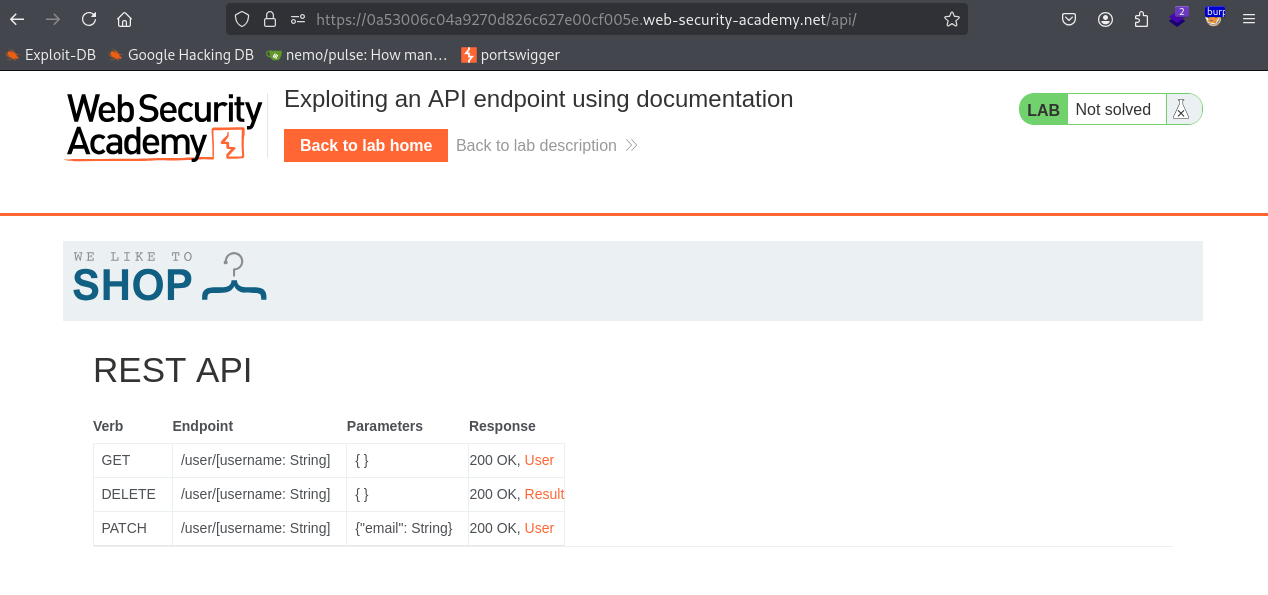 https://0a53006c04a9270d826c627e00cf005e.web-security-academy.net/api/
2
burp
Exploit-DB Google Hacking DB nemo/pulse: How man… portswigger
Web Security
Academy
Exploiting an API endpoint using documentation
LAB Not solved
Back to lab home Back to lab description
WE LIKE TO
SHOP
REST API
Verb Endpoint Parameters Response
GET /user/[username: String] { } 200 OK, User
DELETE /user/[username: String] { } 200 OK, Result
PATCH /user/[username: String] {"email": String} 200 OK, User